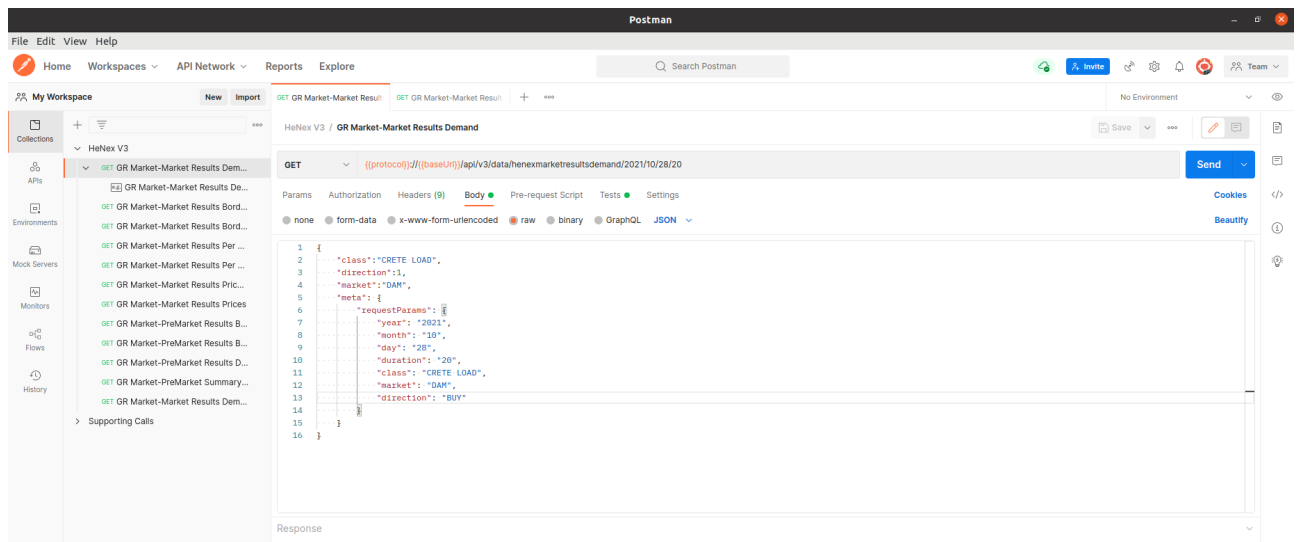 Postman
File Edit View Help
Home Workspaces API Network Reports Explore Search Postman Invite Team
My Workspace New Import GET GR Market-Market Result GET GR Market-Market Result No Environment
Collections
APIs
Environments
Mock Servers
Monitors
Flows
History
HeNex V3
GET GR Market-Market Results Dem...
e.g. GR Market-Market Results De...
GET GR Market-Market Results Bord...
GET GR Market-Market Results Bord...
GET GR Market-Market Results Per ...
GET GR Market-Market Results Per ...
GET GR Market-Market Results Pric...
GET GR Market-Market Results Prices
GET GR Market-PreMarket Results B...
GET GR Market-PreMarket Results B...
GET GR Market-PreMarket Results D...
GET GR Market-PreMarket Summary...
GET GR Market-Market Results Dem...
Supporting Calls
HeNex V3 / GR Market-Market Results Demand Save
GET {{protocol}}://{{baseUrl}}/api/v3/data/henexmarketresultsdemand/2021/10/28/20 Send
Params Authorization Headers (9) Body Pre-request Script Tests Settings Cookies
none form-data x-www-form-urlencoded raw binary GraphQL JSON Beautify
1 {
2 "class":"CRETE LOAD",
3 "direction":1,
4 "market":"DAM",
5 "meta": {
6 "requestParams": {
7 "year": "2021",
8 "month": "10",
9 "day": "28",
10 "duration": "20",
11 "class": "CRETE LOAD",
12 "market": "DAM",
13 "direction": "BUY"
14 }
15 }
16 }
Response